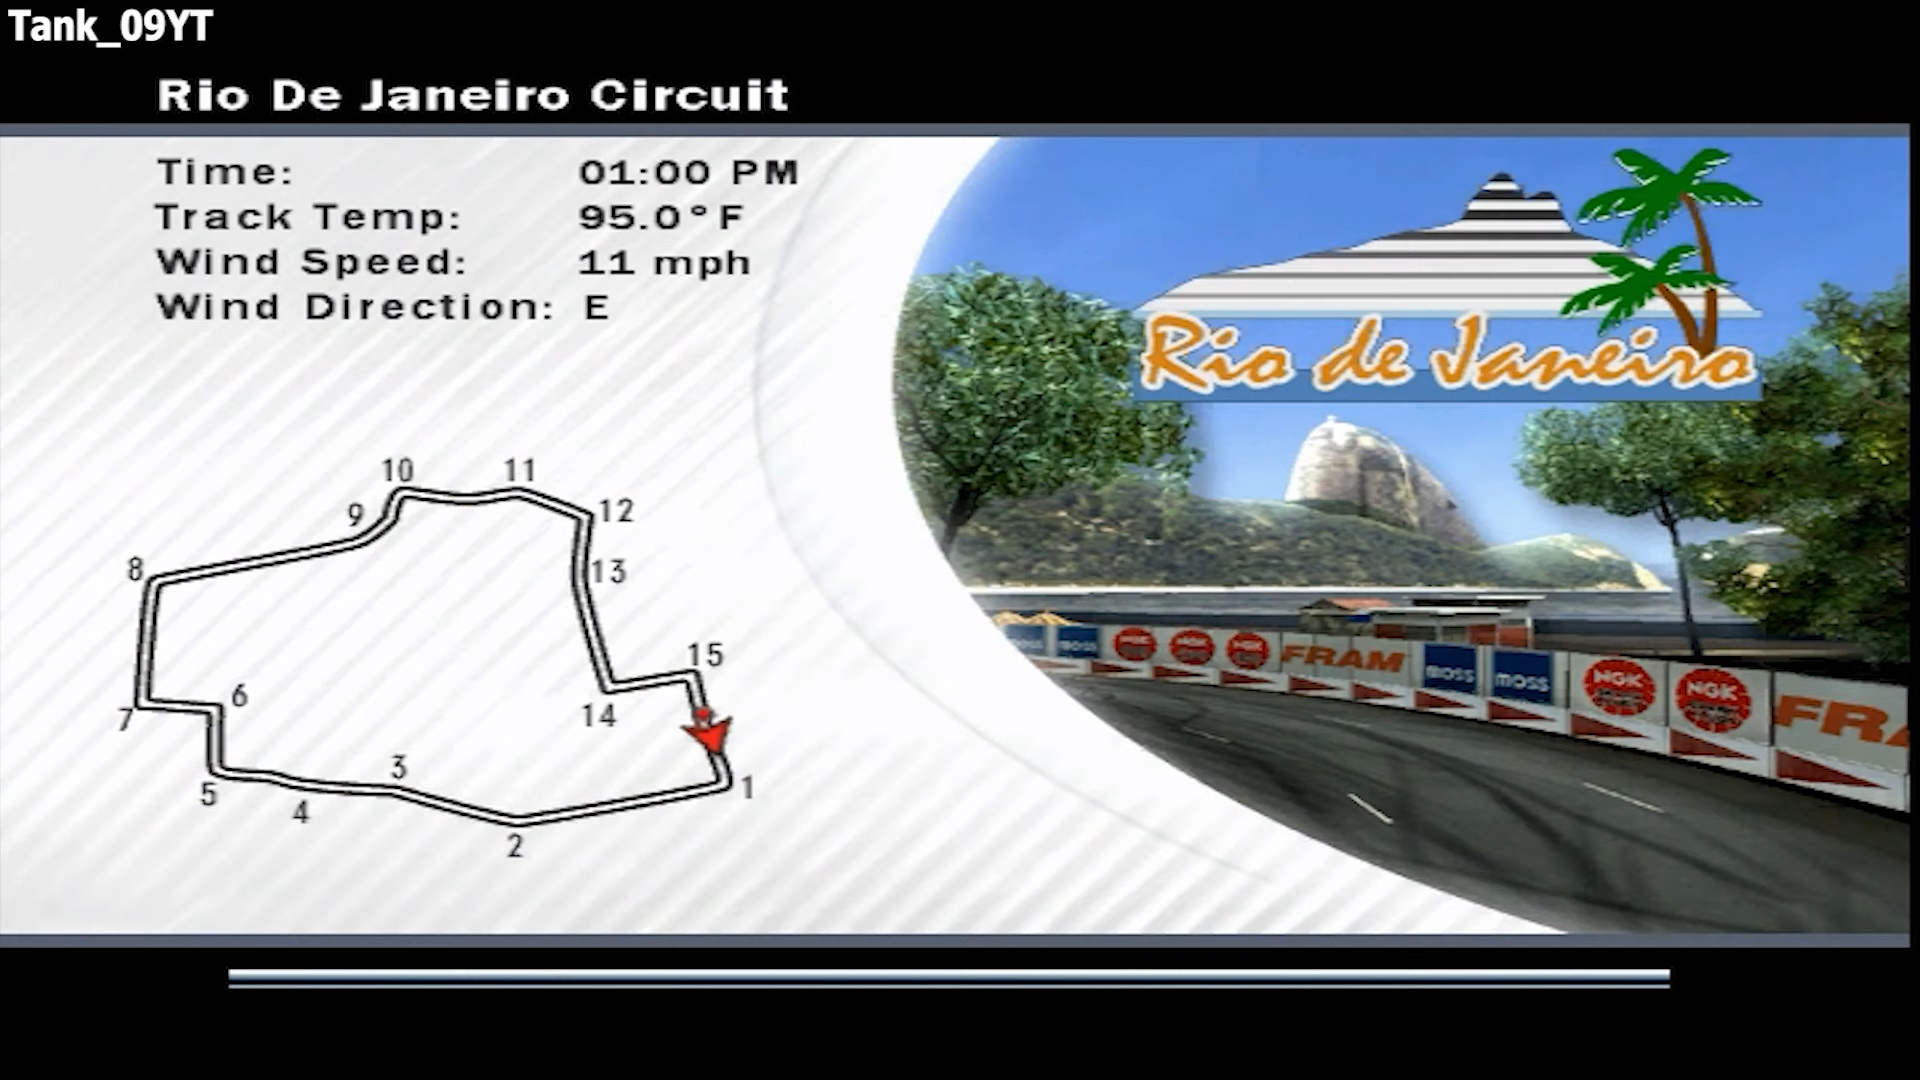 Tank_09YT
Rio De Janeiro Circuit
Time: 01:00 PM
Track Temp: 95.0°F
Wind Speed: 11 mph
Wind Direction: E
Rio de Janeiro
10 11
9 12
8 13
15
6
7 14
3
5 4 1
2
MOSS NGK NGK NGK FRAM MOSS MOSS NGK NGK FRA